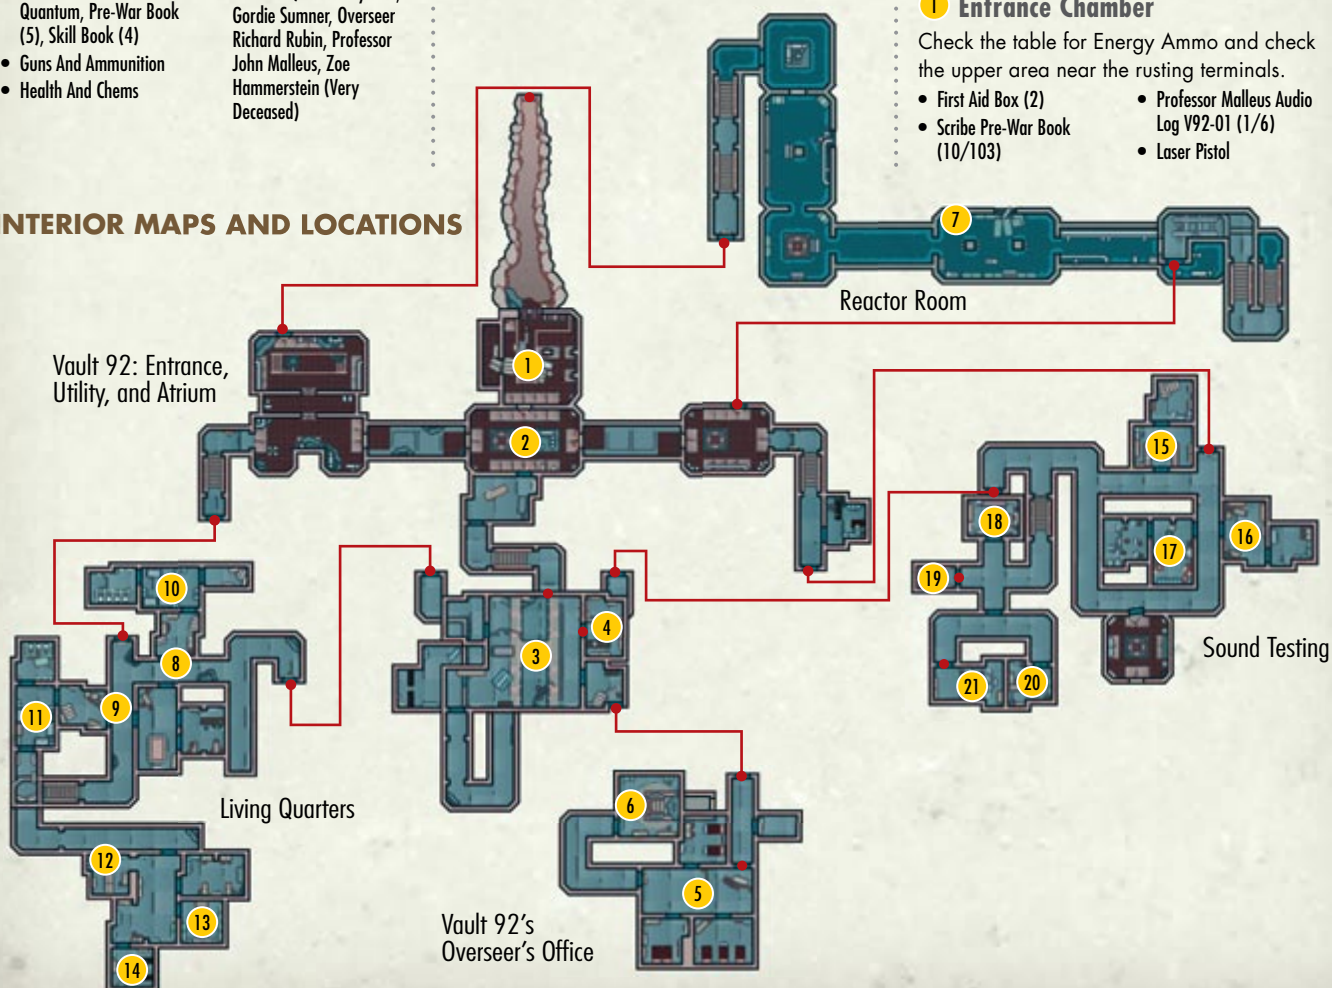 Quantum, Pre-War Book
(5), Skill Book (4)
• Guns And Ammunition
• Health And Chems
Gordie Sumner, Overseer
Richard Rubin, Professor
John Malleus, Zoe
Hammerstein (Very
Deceased)
1 Entrance Chamber
Check the table for Energy Ammo and check
the upper area near the rusting terminals.
• First Aid Box (2)
• Scribe Pre-War Book
(10/103)
• Professor Malleus Audio
Log V92-01 (1/6)
• Laser Pistol
NTERIOR MAPS AND LOCATIONS
7
Reactor Room
Vault 92: Entrance,
Utility, and Atrium
1
2
3
4
15
16
17
18
19
20
21
Sound Testing
10
8
9
11
Living Quarters
12
13
14
6
5
Vault 92's
Overseer's Office